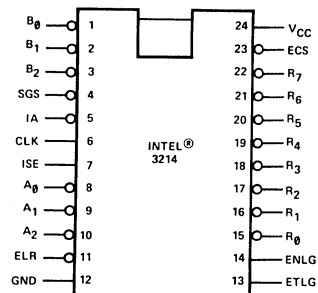 B0 1 24 VCC
B1 2 23 ECS
B2 3 22 R7
SGS 4 21 R6
IA 5 20 R5
CLK 6 19 R4
ISE 7 18 R3
INTEL®
3214
A0 8 17 R2
A1 9 16 R1
A2 10 15 R0
ELR 11 14 ENLG
GND 12 13 ETLG